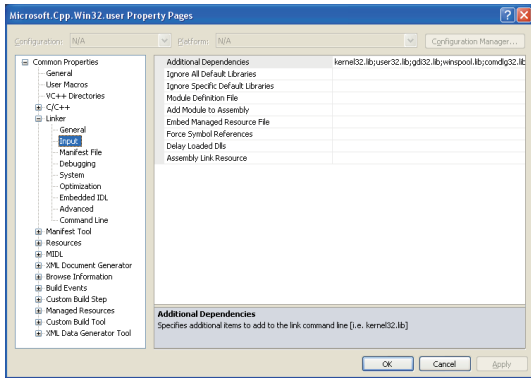 Microsoft.Cpp.Win32.user Property Pages
Configuration: N/A
Platform: N/A
Configuration Manager...
Common Properties
General
User Macros
VC++ Directories
C/C++
Linker
General
Input
Manifest File
Debugging
System
Optimization
Embedded IDL
Advanced
Command Line
Manifest Tool
Resources
MIDL
XML Document Generator
Browse Information
Build Events
Custom Build Step
Managed Resources
Custom Build Tool
XML Data Generator Tool
Additional Dependencies kernel32.lib;user32.lib;gdi32.lib;winspool.lib;comdlg32.lib
Ignore All Default Libraries
Ignore Specific Default Libraries
Module Definition File
Add Module to Assembly
Embed Managed Resource File
Force Symbol References
Delay Loaded Dlls
Assembly Link Resource
Additional Dependencies
Specifies additional items to add to the link command line [i.e. kernel32.lib]
OK
Cancel
Apply